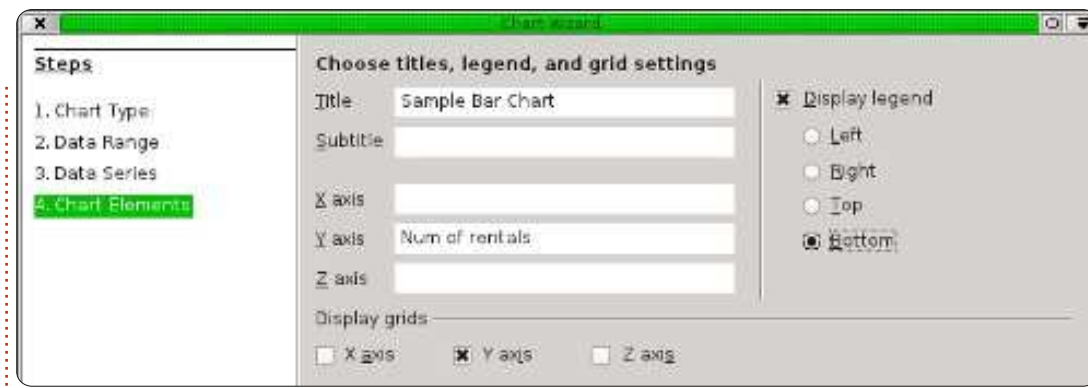 Chart wizard
Steps
1. Chart Type
2. Data Range
3. Data Series
4. Chart Elements
Choose titles, legend, and grid settings
Title Sample Bar Chart
Subtitle
X axis
Y axis Num of rentals
Z axis
Display legend
Left
Right
Top
Bottom
Display grids
X axis Y axis Z axis